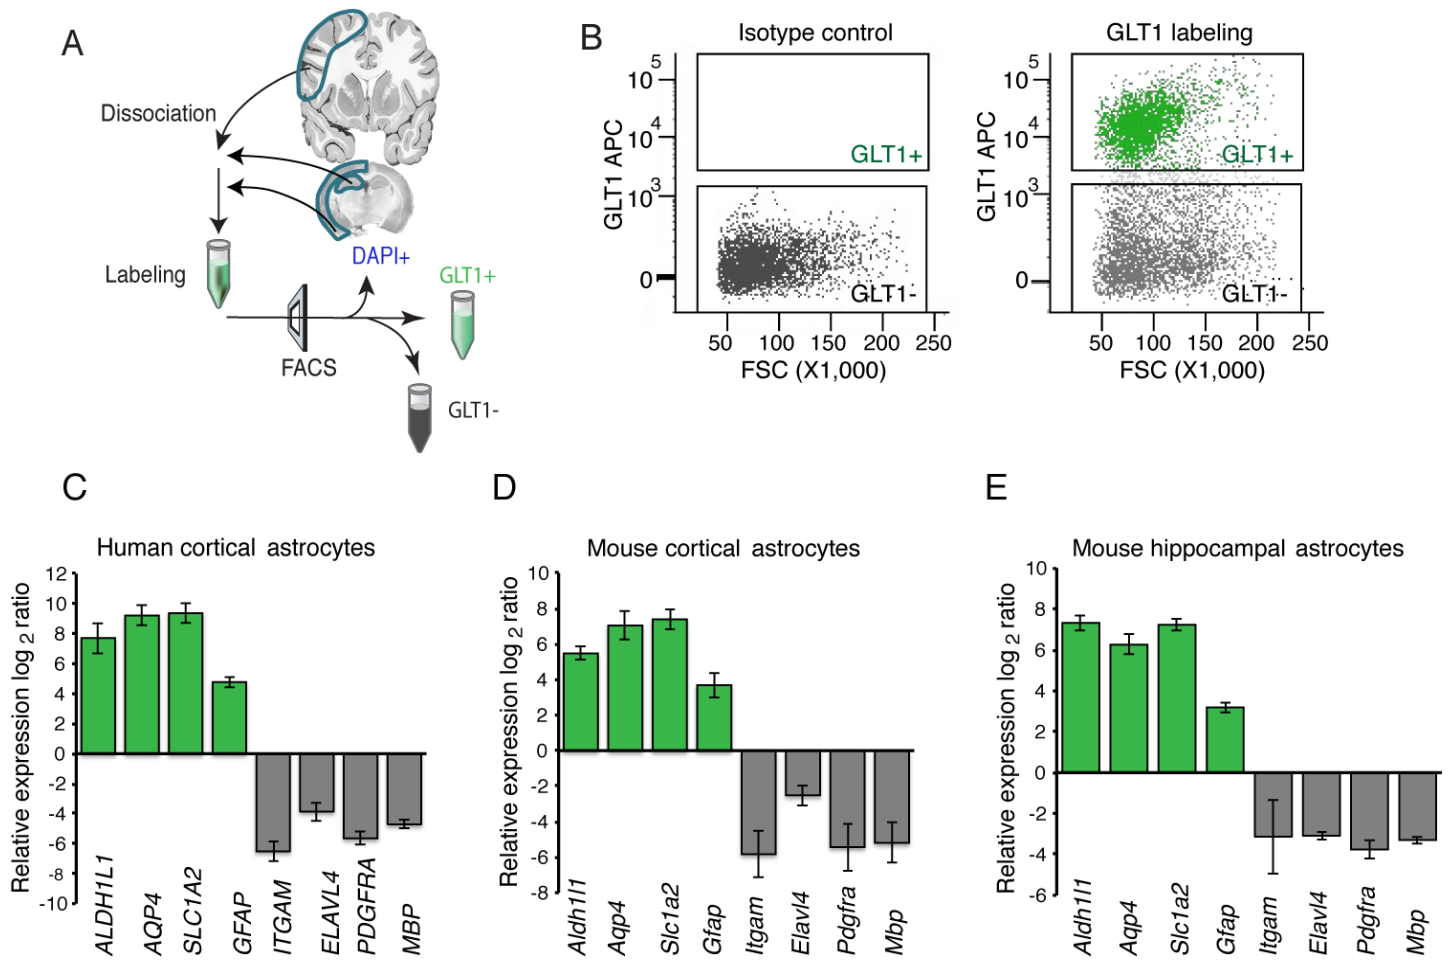 A
Dissociation
Labeling
FACS
DAPI+
GLT1+
GLT1-
B
Isotype control
GLT1 APC
10 5
10 4
10 3
0
GLT1+
GLT1-
50 100 150 200 250
FSC (X1,000)
GLT1 labeling
GLT1 APC
10 5
10 4
10 3
0
GLT1+
GLT1-
50 100 150 200 250
FSC (X1,000)
C
Human cortical astrocytes
Relative expression log 2 ratio
12
10
8
6
4
2
0
-2
-4
-6
-8
-10
ALDH1L1 AQP4 SLC1A2 GFAP ITGAM ELAVL4 PDGFRA MBP
D
Mouse cortical astrocytes
Relative expression log 2 ratio
10
8
6
4
2
0
-2
-4
-6
-8
Aldh1l1 Aqp4 Slc1a2 Gfap Itgam Elavl4 Pdgfra Mbp
E
Mouse hippocampal astrocytes
Relative expression log 2 ratio
10
8
6
4
2
0
-2
-4
-6
Aldh1l1 Aqp4 Slc1a2 Gfap Itgam Elavl4 Pdgfra Mbp